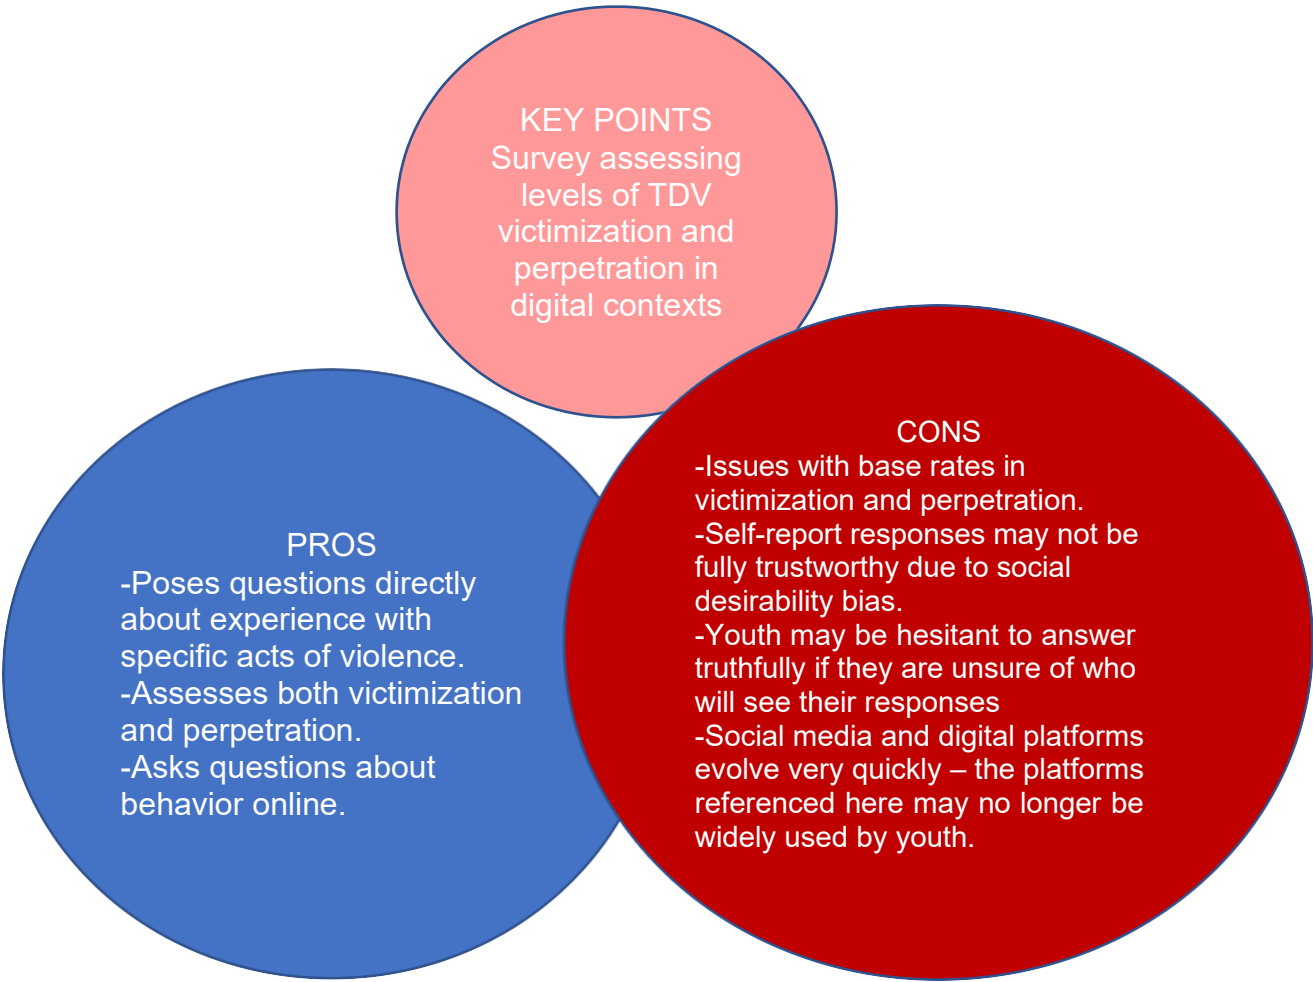 KEY POINTS
Survey assessing
levels of TDV
victimization and
perpetration in
digital contexts
PROS
-Poses questions directly
about experience with
specific acts of violence.
-Assesses both victimization
and perpetration.
-Asks questions about
behavior online.
CONS
-Issues with base rates in
victimization and perpetration.
-Self-report responses may not be
fully trustworthy due to social
desirability bias.
-Youth may be hesitant to answer
truthfully if they are unsure of who
will see their responses
-Social media and digital platforms
evolve very quickly – the platforms
referenced here may no longer be
widely used by youth.